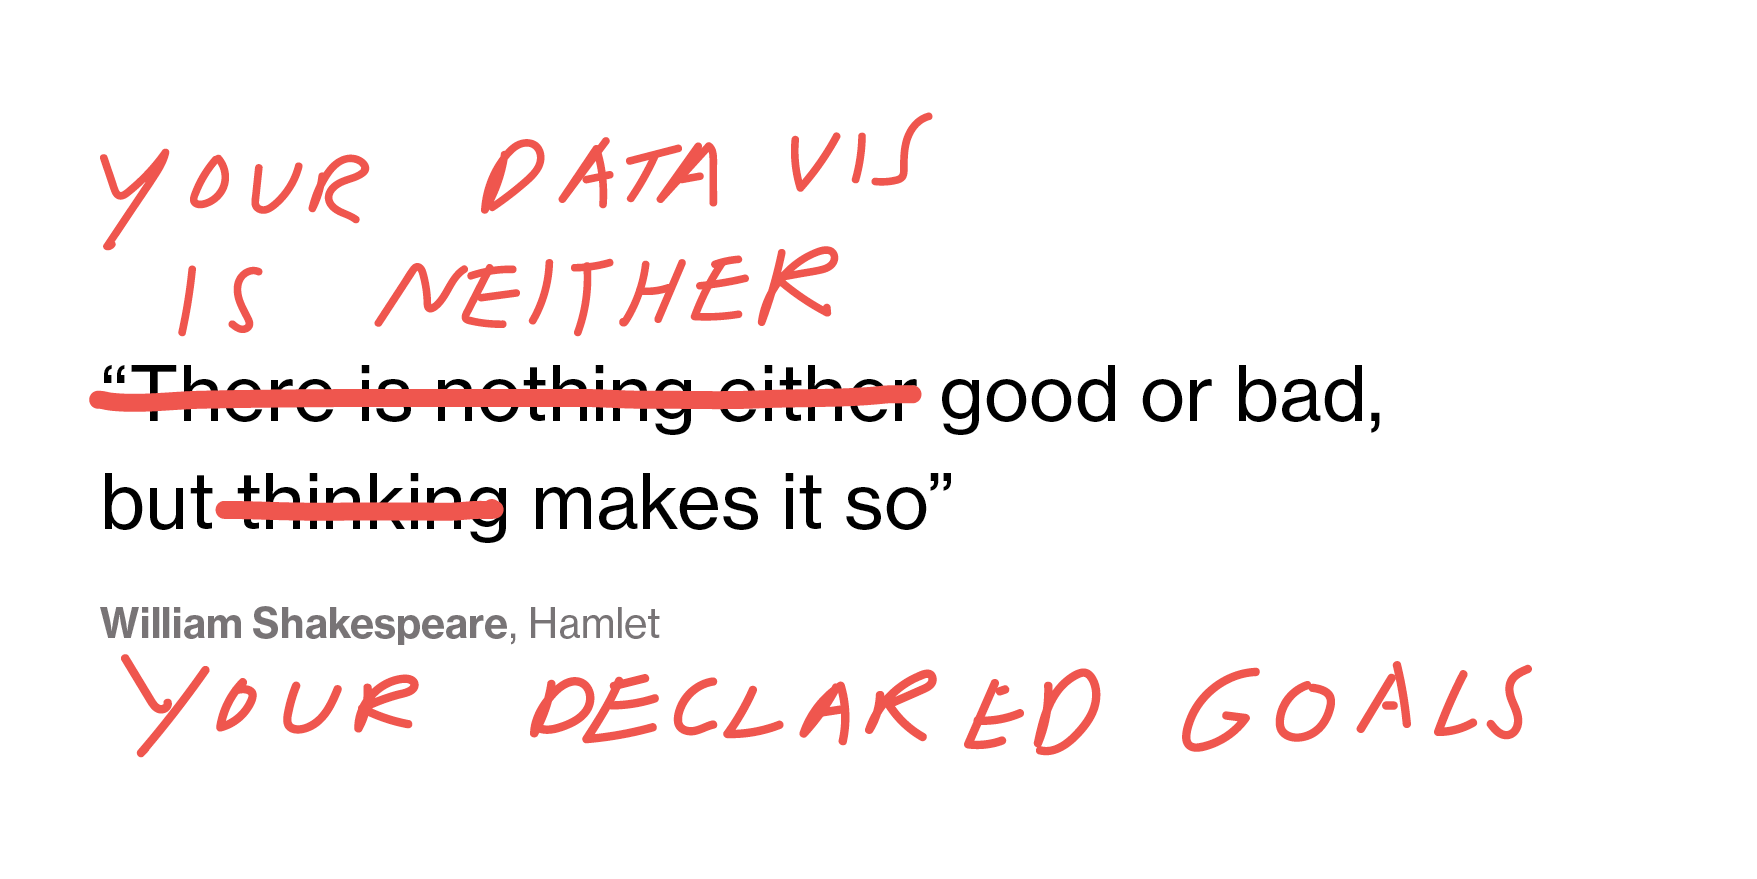 YOUR DATA VIS
IS NEITHER
“There is nothing either good or bad,
but thinking makes it so”
William Shakespeare, Hamlet
YOUR DECLARED GOALS